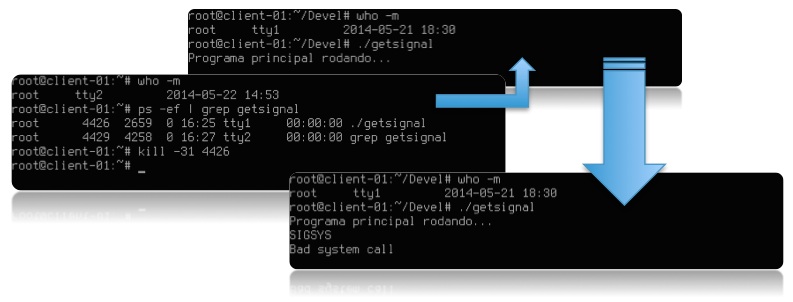 root@client-01:~/Devel# who -m
root     tty1         2014-05-21 18:30
root@client-01:~/Devel# ./getsignal
Programa principal rodando...
root@client-01:~# who -m
root     tty2         2014-05-22 14:53
root@client-01:~# ps -ef | grep getsignal
root      4426  2659  0 16:25 tty1     00:00:00 ./getsignal
root      4429  4258  0 16:27 tty2     00:00:00 grep getsignal
root@client-01:~# kill -31 4426
root@client-01:~# _
root@client-01:~/Devel# who -m
root     tty1         2014-05-21 18:30
root@client-01:~/Devel# ./getsignal
Programa principal rodando...
SIGSYS
Bad system call